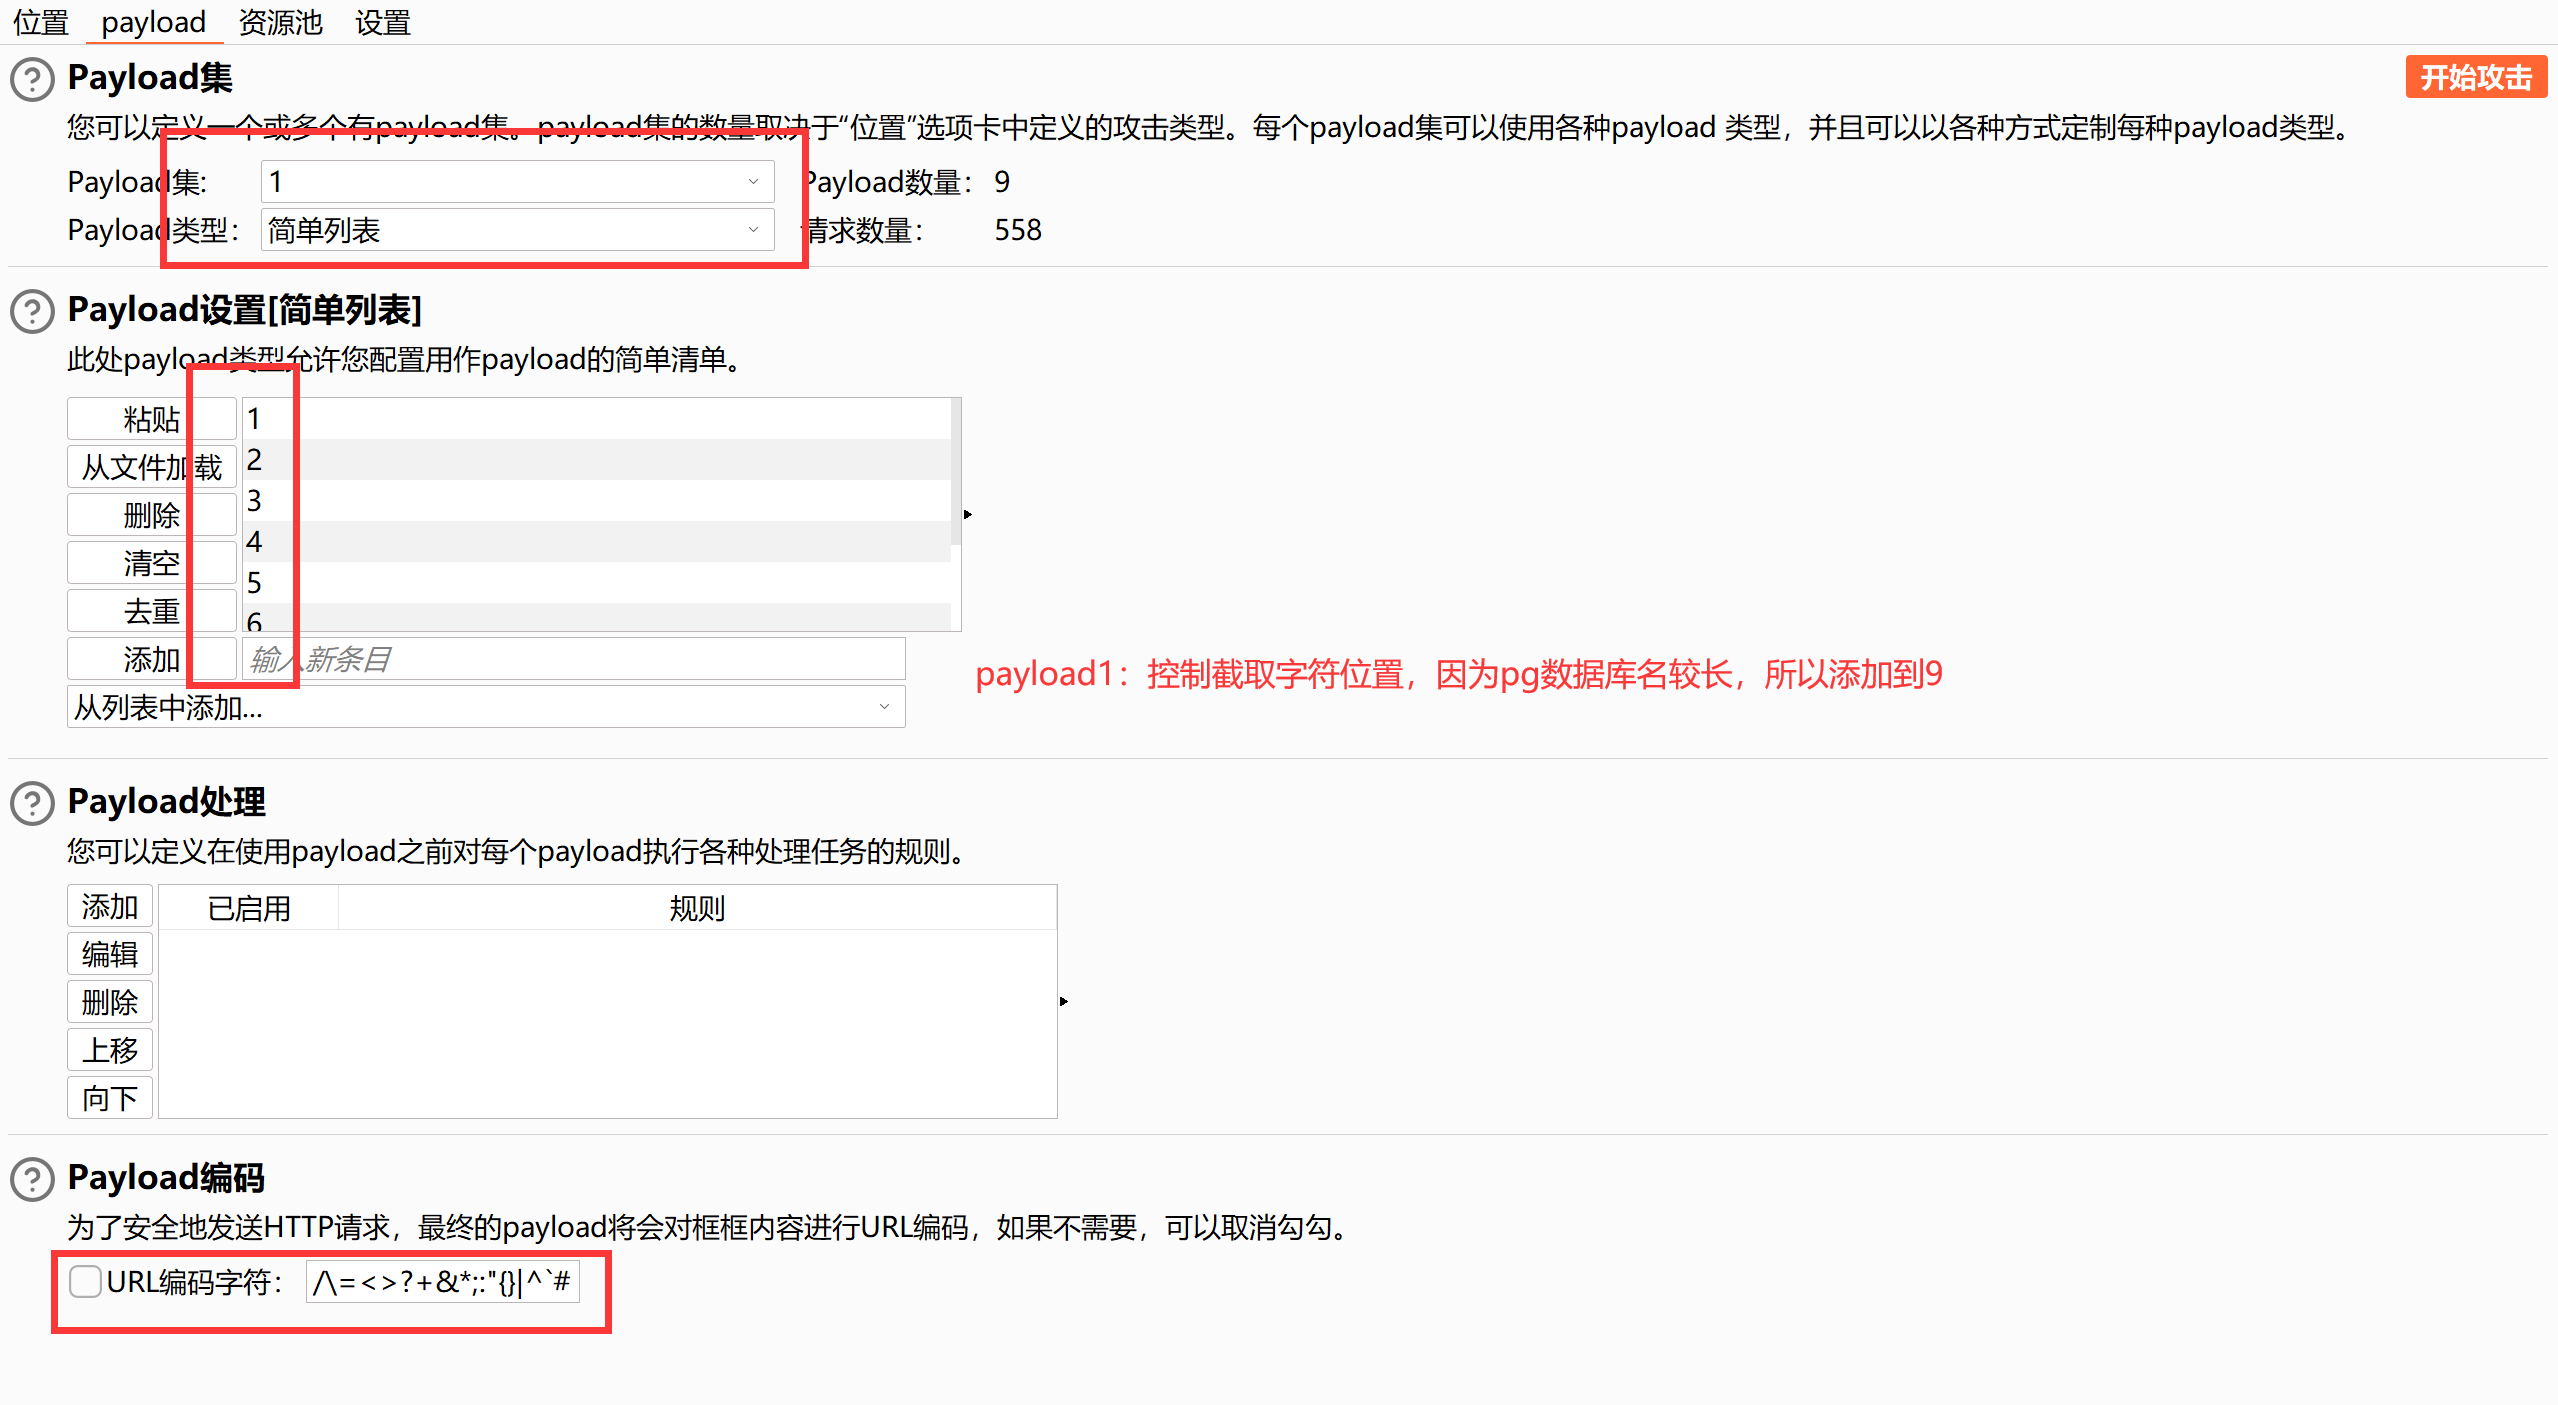 位置 payload 资源池 设置
Payload集
开始攻击
您可以定义一个或多个有payload集。payload集的数量取决于“位置”选项卡中定义的攻击类型。每个payload集可以使用各种payload 类型，并且可以以各种方式定制每种payload类型。
Payload集: 1 Payload数量： 9
Payload类型： 简单列表 请求数量： 558
Payload设置[简单列表]
此处payload类型允许您配置用作payload的简单清单。
粘贴 1
从文件加载 2
删除 3
清空 4
去重 5
6
添加 输入新条目
payload1：控制截取字符位置，因为pg数据库名较长，所以添加到9
从列表中添加...
Payload处理
您可以定义在使用payload之前对每个payload执行各种处理任务的规则。
添加 已启用 规则
编辑
删除
上移
向下
Payload编码
为了安全地发送HTTP请求，最终的payload将会对框框内容进行URL编码，如果不需要，可以取消勾勾。
URL编码字符： /\=<>?+&*;:"{}|^`#